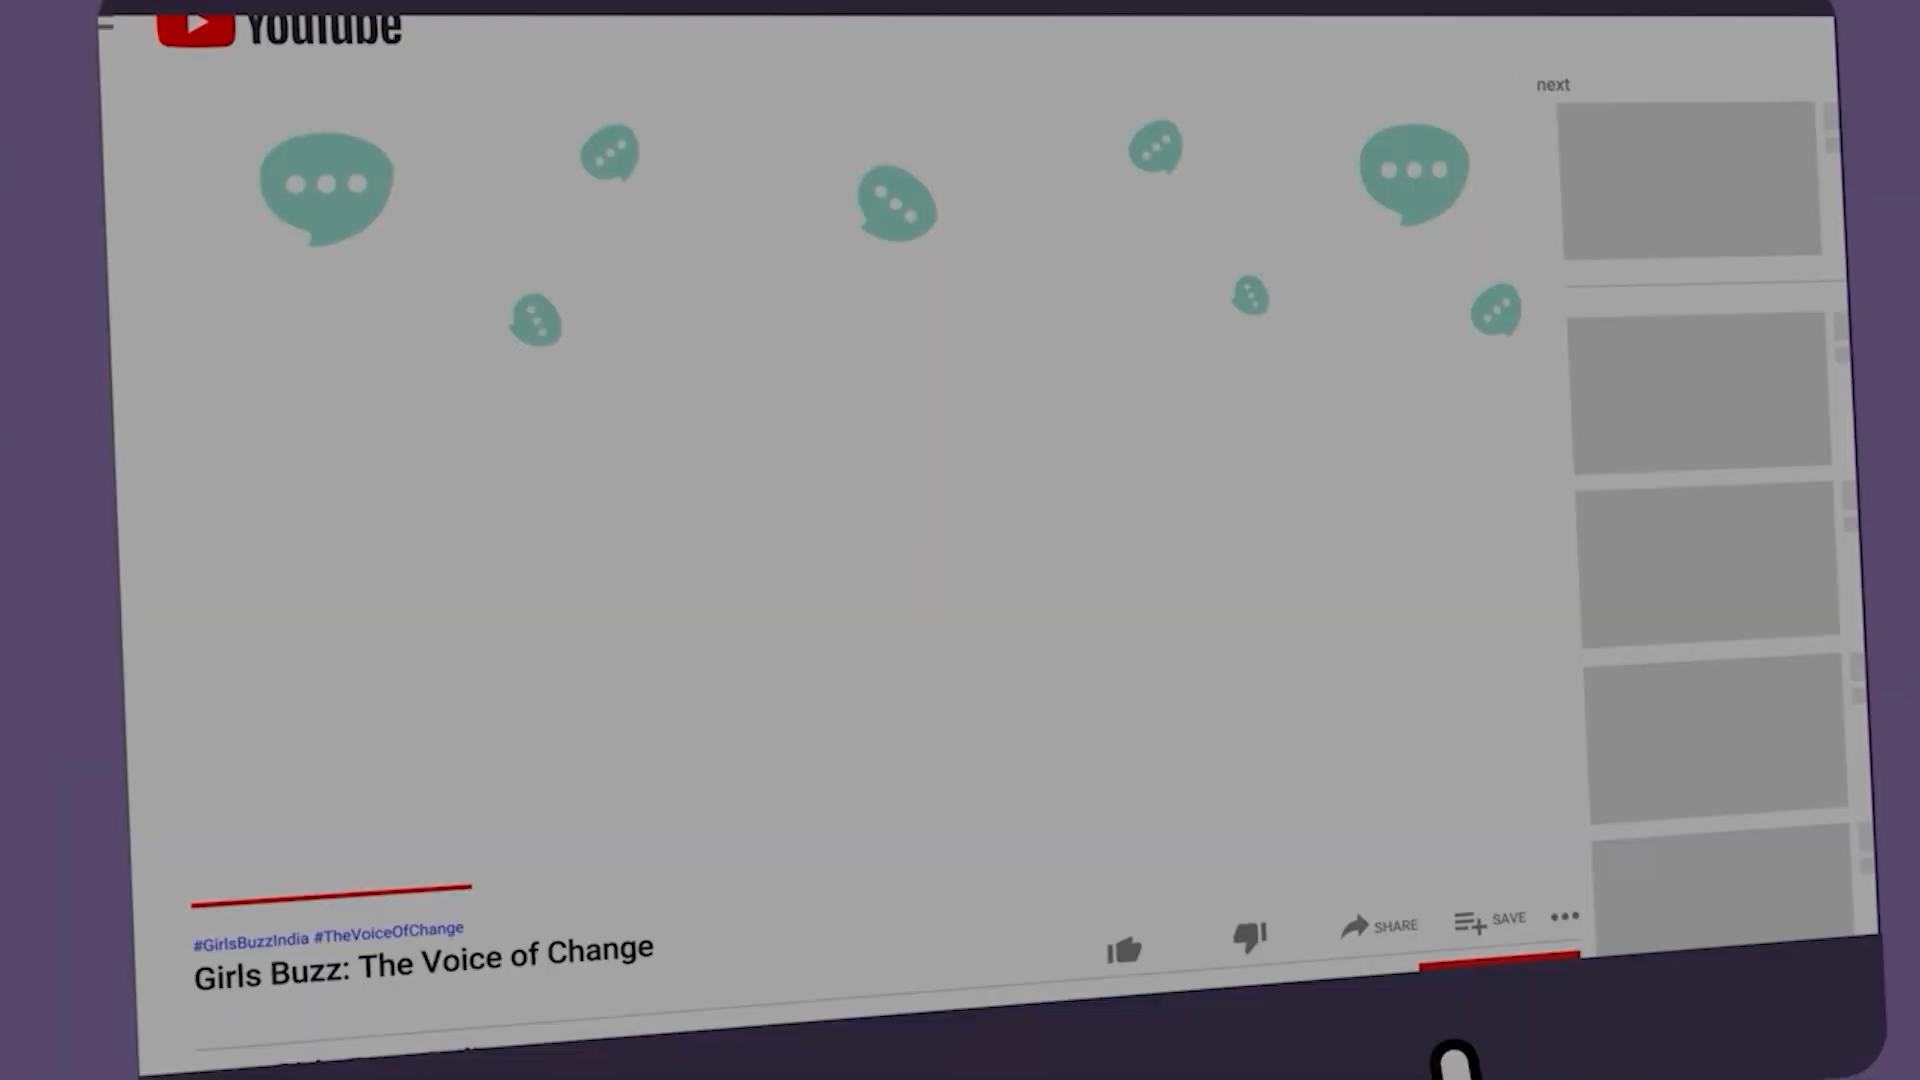 YouTube
next
#GirlsBuzzIndia #TheVoiceOfChange
Girls Buzz: The Voice of Change
SHARE
SAVE